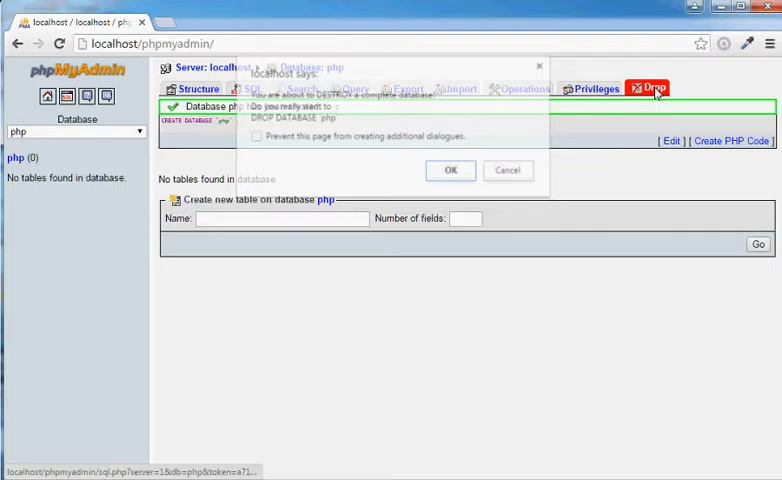 localhost / localhost / php
localhost/phpmyadmin/
phpMyAdmin
Server: localhost
Database: php
Structure
SQL
Search
Query
Export
Import
Operations
Privileges
Drop
localhost says:
You are about to DESTROY a complete database!
Do you really want to :
DROP DATABASE `php`
Prevent this page from creating additional dialogues.
OK
Cancel
Database php
CREATE DATABASE `php`
[ Edit ] [ Create PHP Code ]
Database
php
php (0)
No tables found in database.
No tables found in database.
Create new table on database php
Name:
Number of fields:
Go
localhost/phpmyadmin/sql.php?server=1&db=php&token=a71...